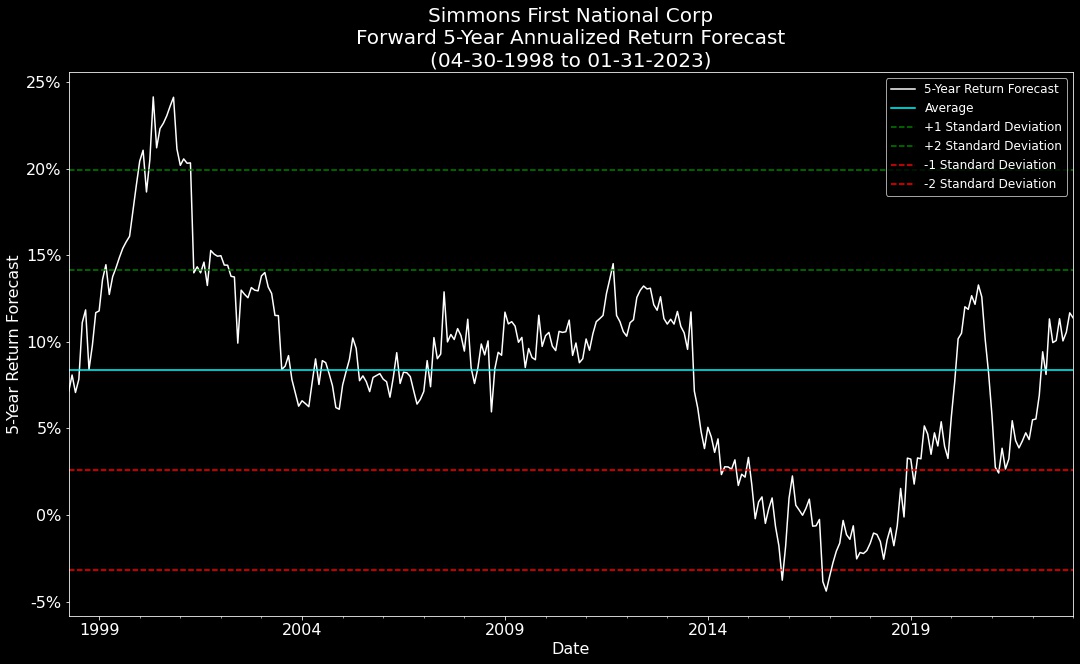 Simmons First National Corp
Forward 5-Year Annualized Return Forecast
(04-30-1998 to 01-31-2023)
5-Year Return Forecast
25%
20%
15%
10%
5%
0%
-5%
5-Year Return Forecast
Average
+1 Standard Deviation
+2 Standard Deviation
-1 Standard Deviation
-2 Standard Deviation
1999
2004
2009
2014
2019
Date